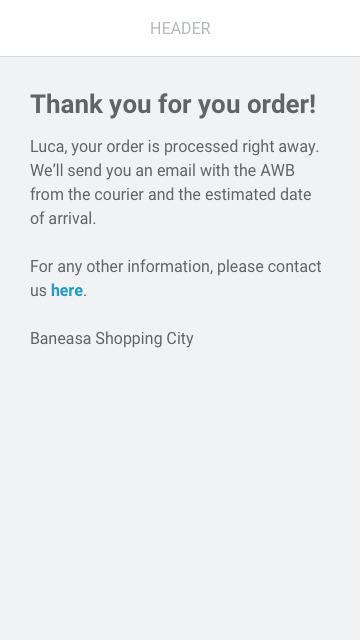 HEADER
Thank you for you order!
Luca, your order is processed right away.
We’ll send you an email with the AWB
from the courier and the estimated date
of arrival.
For any other information, please contact
us here.
Baneasa Shopping City